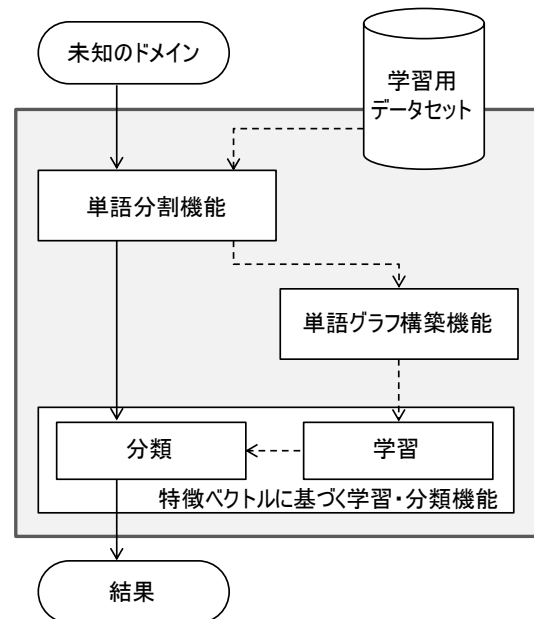 未知のドメイン
学習用
データセット
単語分割機能
単語グラフ構築機能
分類
学習
特徴ベクトルに基づく学習・分類機能
結果